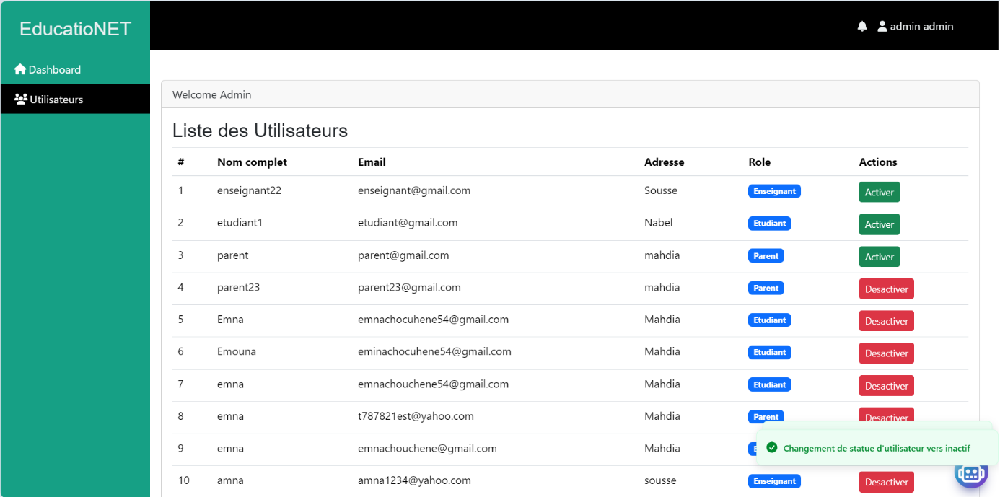 EducatioNET
admin admin
Dashboard
Utilisateurs
Welcome Admin
Liste des Utilisateurs
# Nom complet Email Adresse Role Actions
1 enseignant22 enseignant@gmail.com Sousse Enseignant Activer
2 etudiant1 etudiant@gmail.com Nabel Etudiant Activer
3 parent parent@gmail.com mahdia Parent Activer
4 parent23 parent23@gmail.com mahdia Parent Desactiver
5 Emna emnachocuhene54@gmail.com Mahdia Etudiant Desactiver
6 Emouna eminachocuhene54@gmail.com Mahdia Etudiant Desactiver
7 emna emnachouchene54@gmail.com Mahdia Etudiant Desactiver
8 emna t787821est@yahoo.com Mahdia Parent Desactiver
9 emna emnachouchene@gmail.com Mahdia
Changement de statue d'utilisateur vers inactif
10 amna amna1234@yahoo.com sousse Enseignant Desactiver